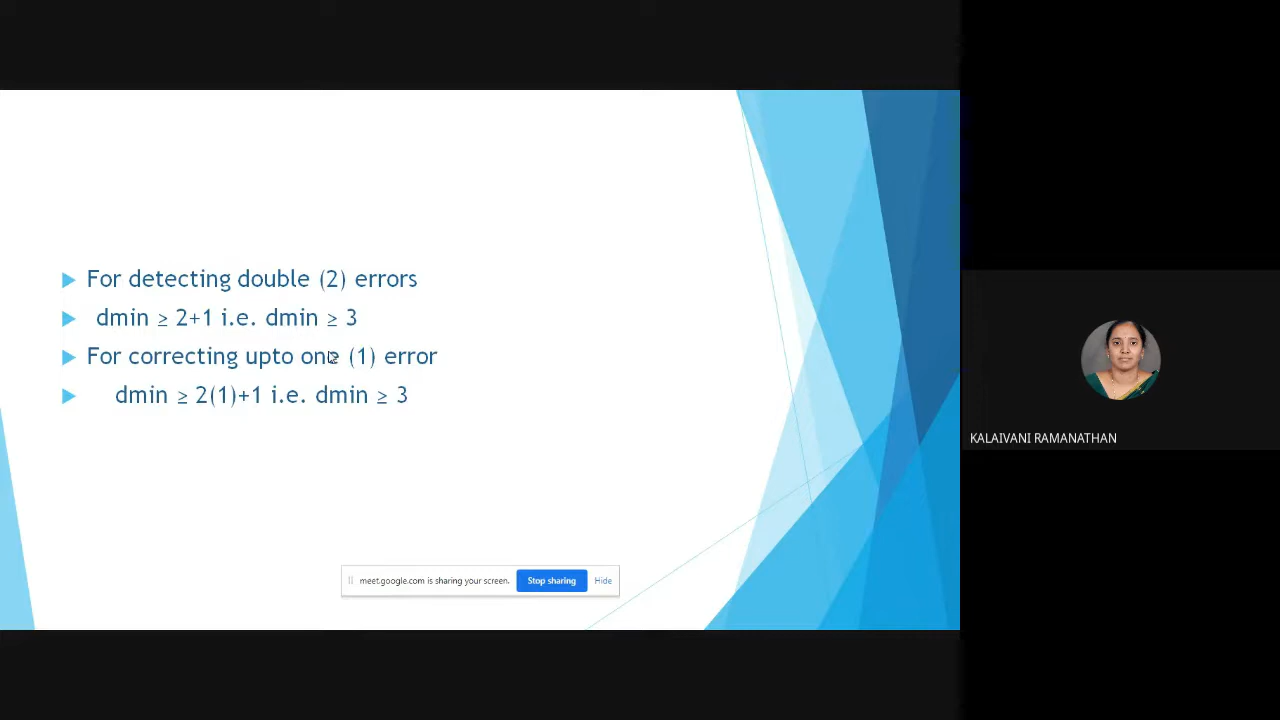 For detecting double (2) errors
dmin ≥ 2+1 i.e. dmin ≥ 3
For correcting upto one (1) error
dmin ≥ 2(1)+1 i.e. dmin ≥ 3
KALAIVANI RAMANATHAN
meet.google.com is sharing your screen. Stop sharing Hide